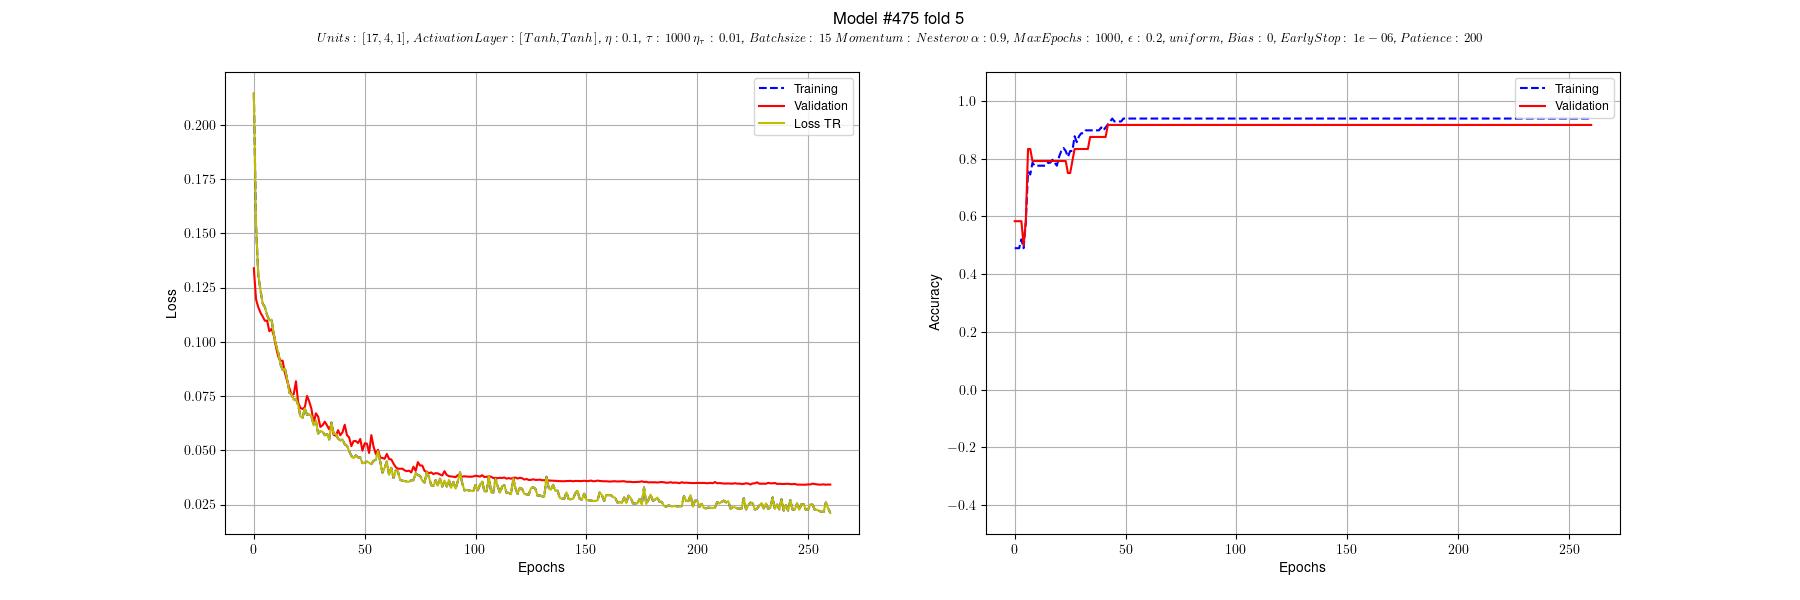 Model #475 fold 5
Units : [17, 4, 1], ActivationLayer : [Tanh, Tanh], η : 0.1, τ : 1000 ητ : 0.01, Batchsize : 15 Momentum : Nesterov α : 0.9, MaxEpochs : 1000, ϵ : 0.2, uniform, Bias : 0, EarlyStop : 1e − 06, Patience : 200
Training
Validation
Loss TR
0.200
0.175
0.150
0.125
0.100
0.075
0.050
0.025
Loss
0 50 100 150 200 250
Epochs
Training
Validation
1.0
0.8
0.6
0.4
0.2
0.0
−0.2
−0.4
Accuracy
0 50 100 150 200 250
Epochs